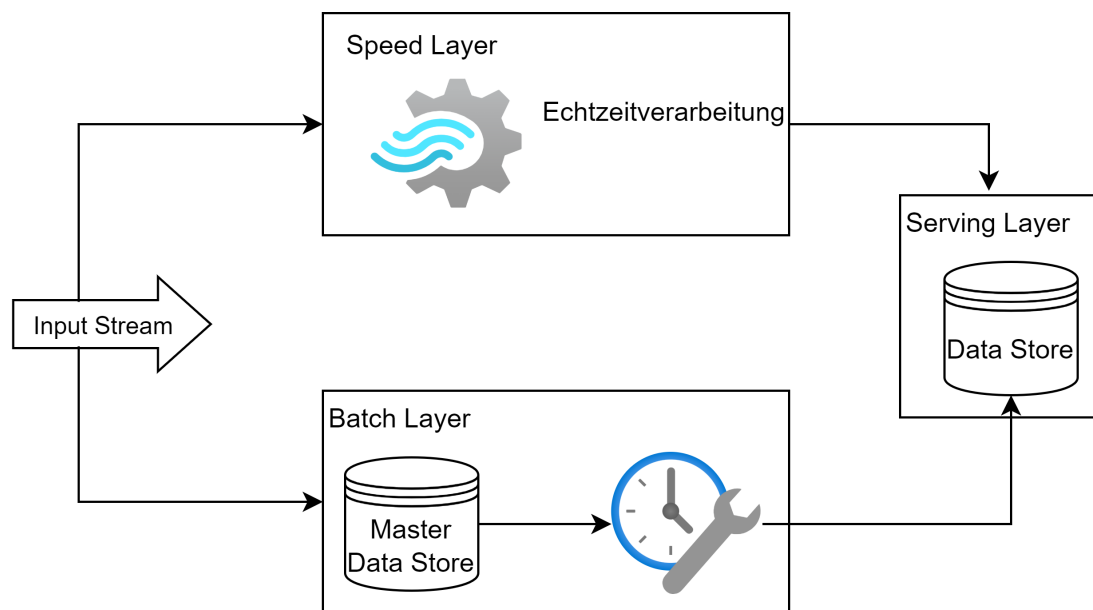 Speed Layer
Echtzeitverarbeitung
Serving Layer
Input Stream
Data Store
Batch Layer
Master
Data Store